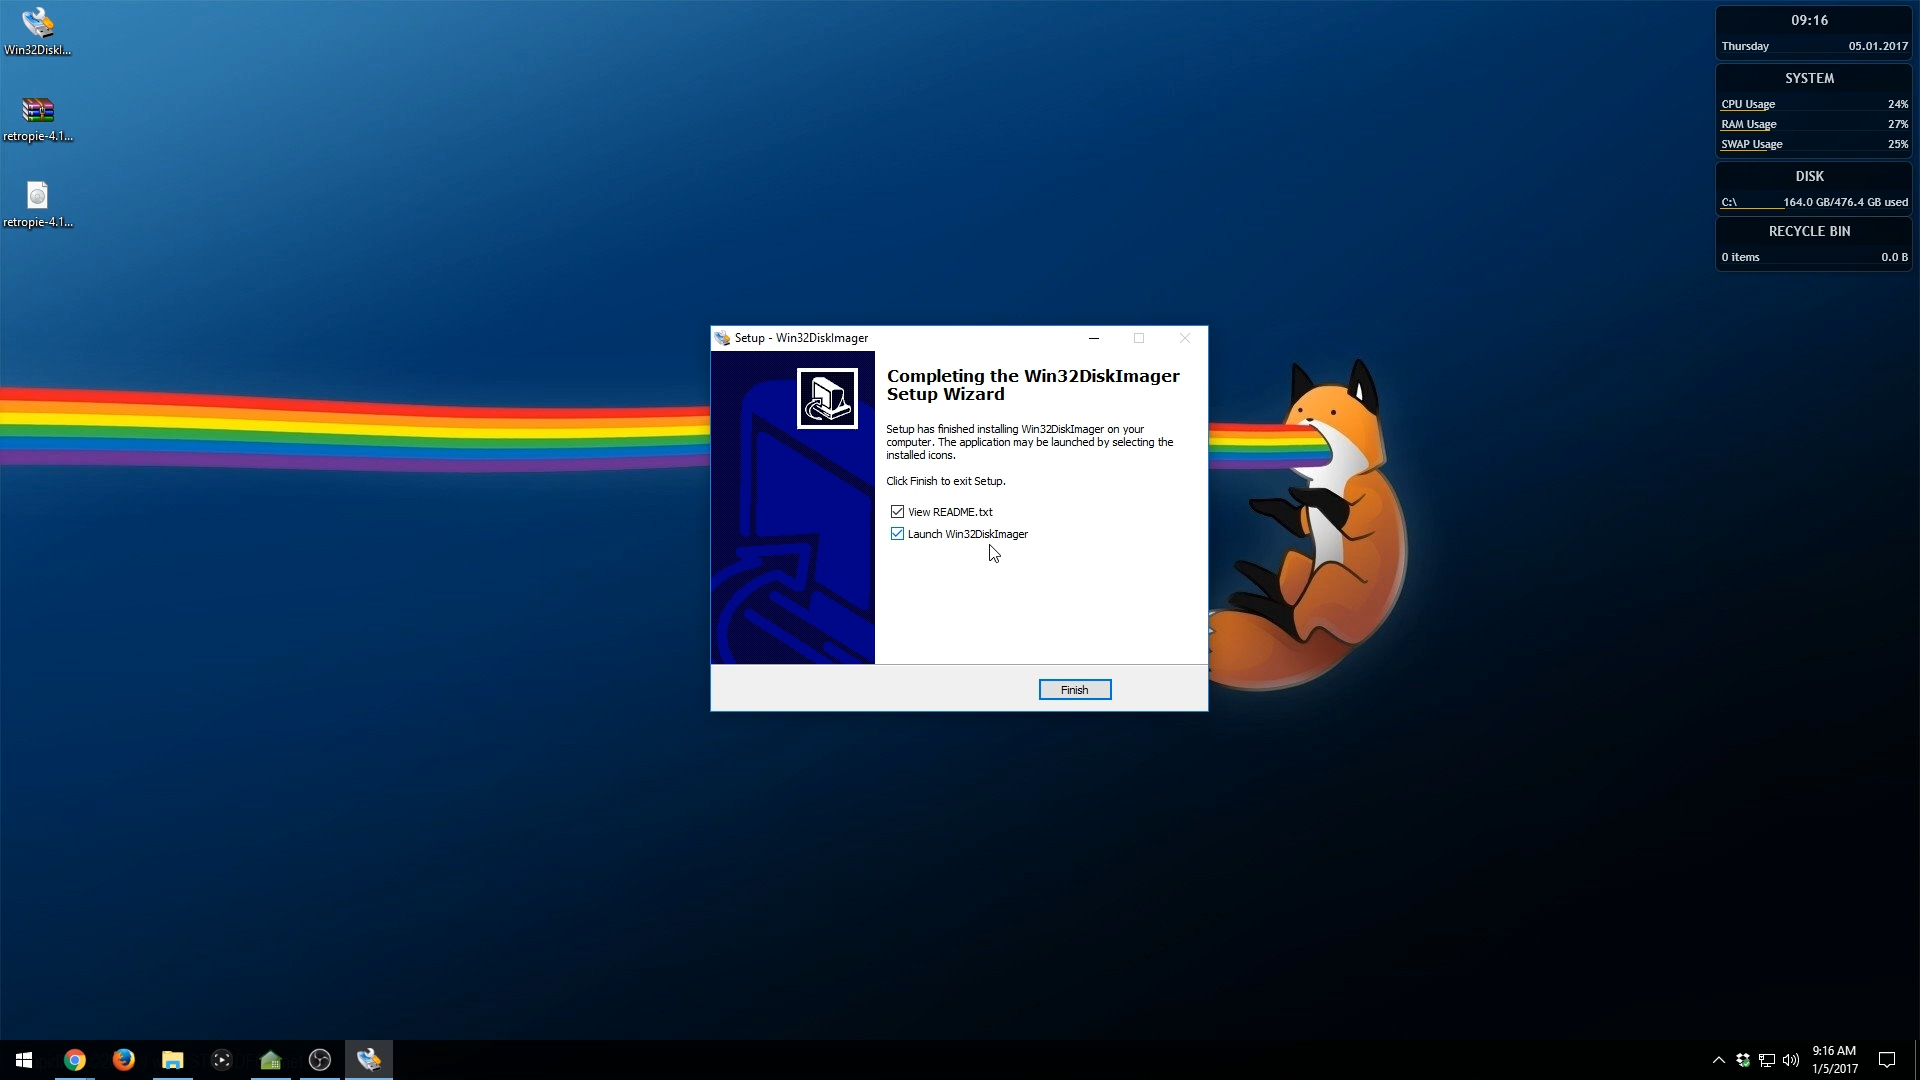 Win32DiskI...
retropie-4.1...
retropie-4.1...
09:16
Thursday 05.01.2017
SYSTEM
CPU Usage 24%
RAM Usage 27%
SWAP Usage 25%
DISK
C:\ 164.0 GB/476.4 GB used
RECYCLE BIN
0 items 0.0 B
Setup - Win32DiskImager
Completing the Win32DiskImager
Setup Wizard
Setup has finished installing Win32DiskImager on your
computer. The application may be launched by selecting the
installed icons.
Click Finish to exit Setup.
View README.txt
Launch Win32DiskImager
Finish
9:16 AM
1/5/2017